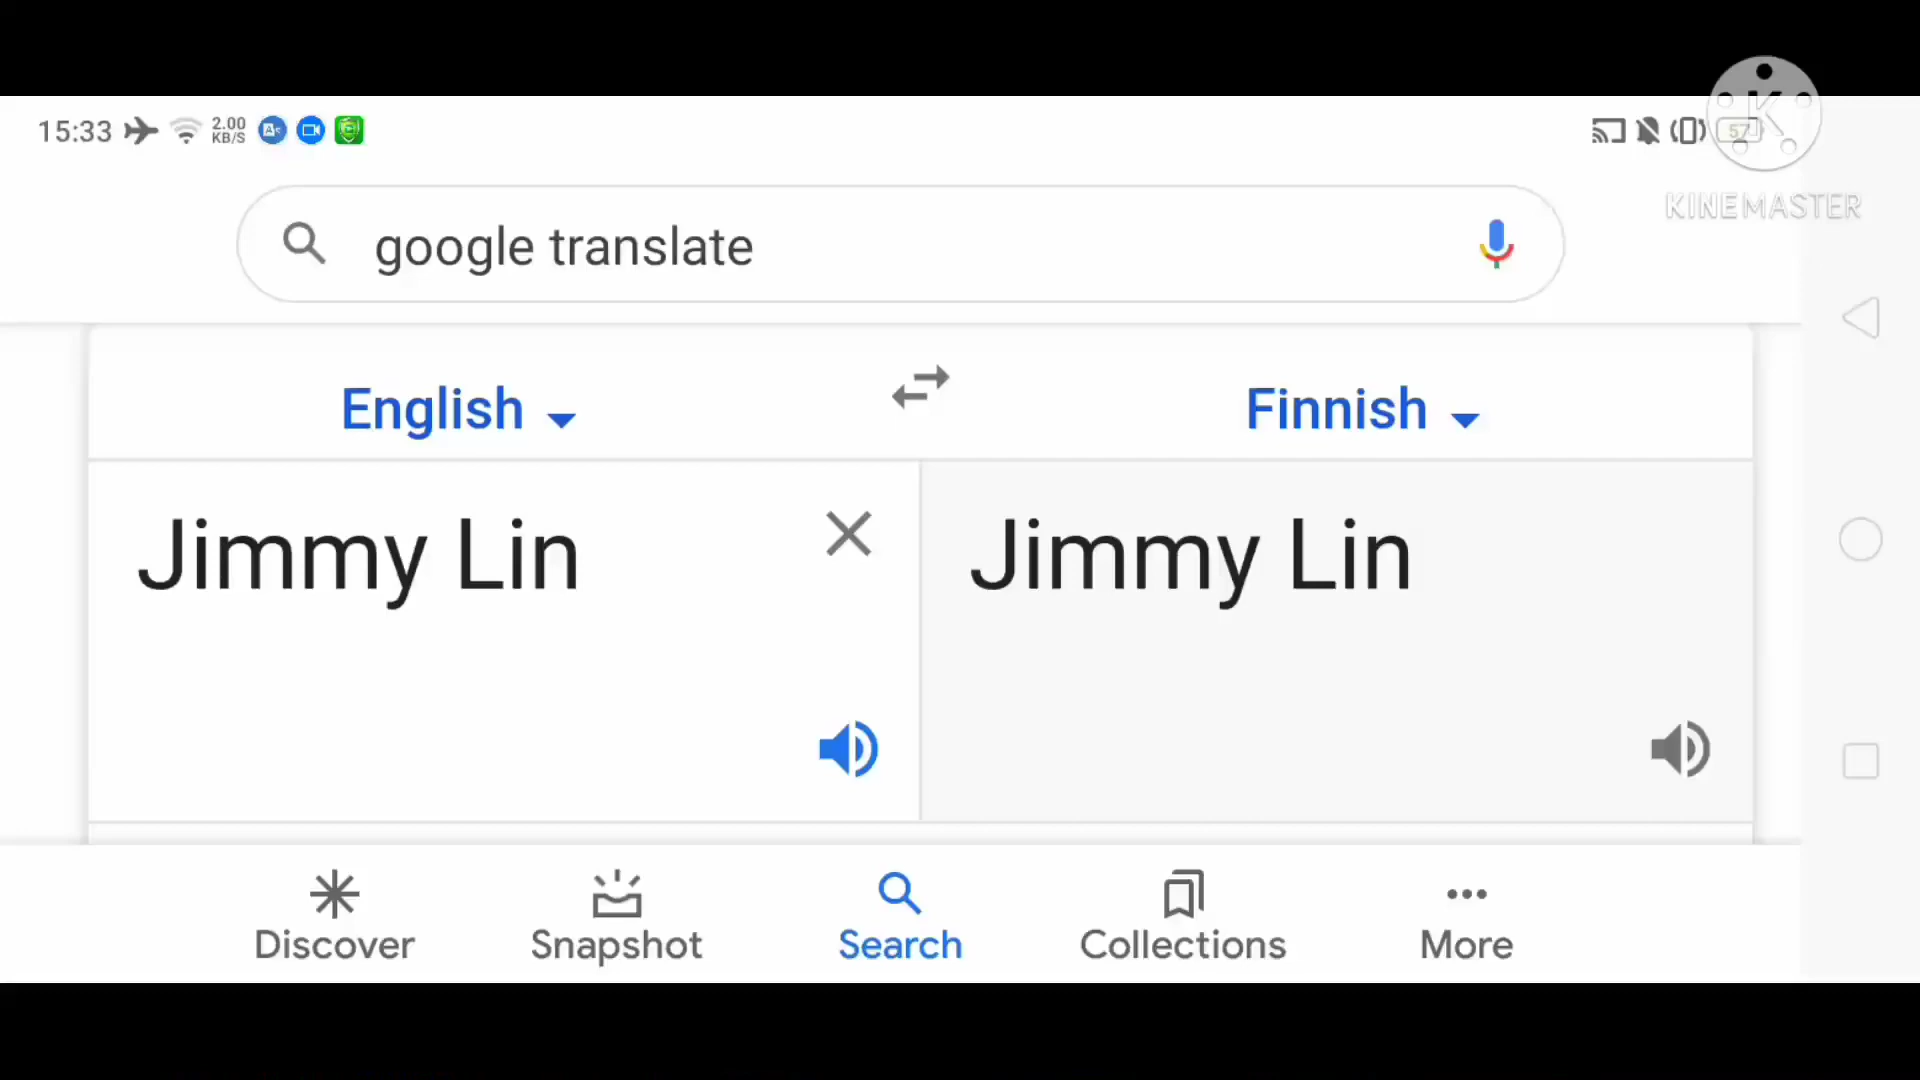 15:33 2.00 KB/S 57
KINEMASTER
google translate
English Finnish
Jimmy Lin Jimmy Lin
Discover Snapshot Search Collections More